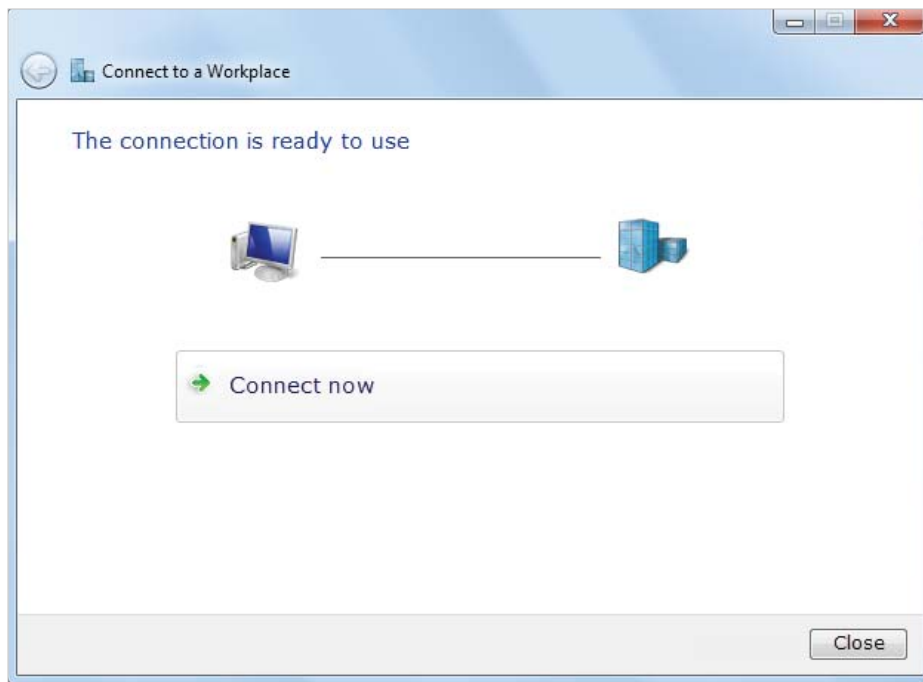 Connect to a Workplace
The connection is ready to use
Connect now
Close